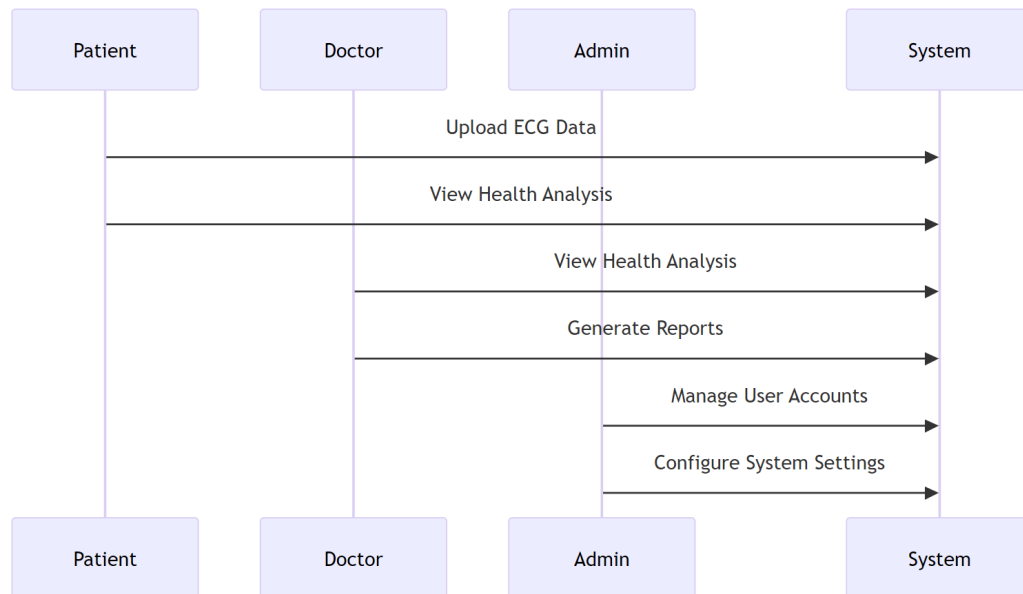 Patient
Doctor
Admin
System
Upload ECG Data
View Health Analysis
View Health Analysis
Generate Reports
Manage User Accounts
Configure System Settings
Patient
Doctor
Admin
System